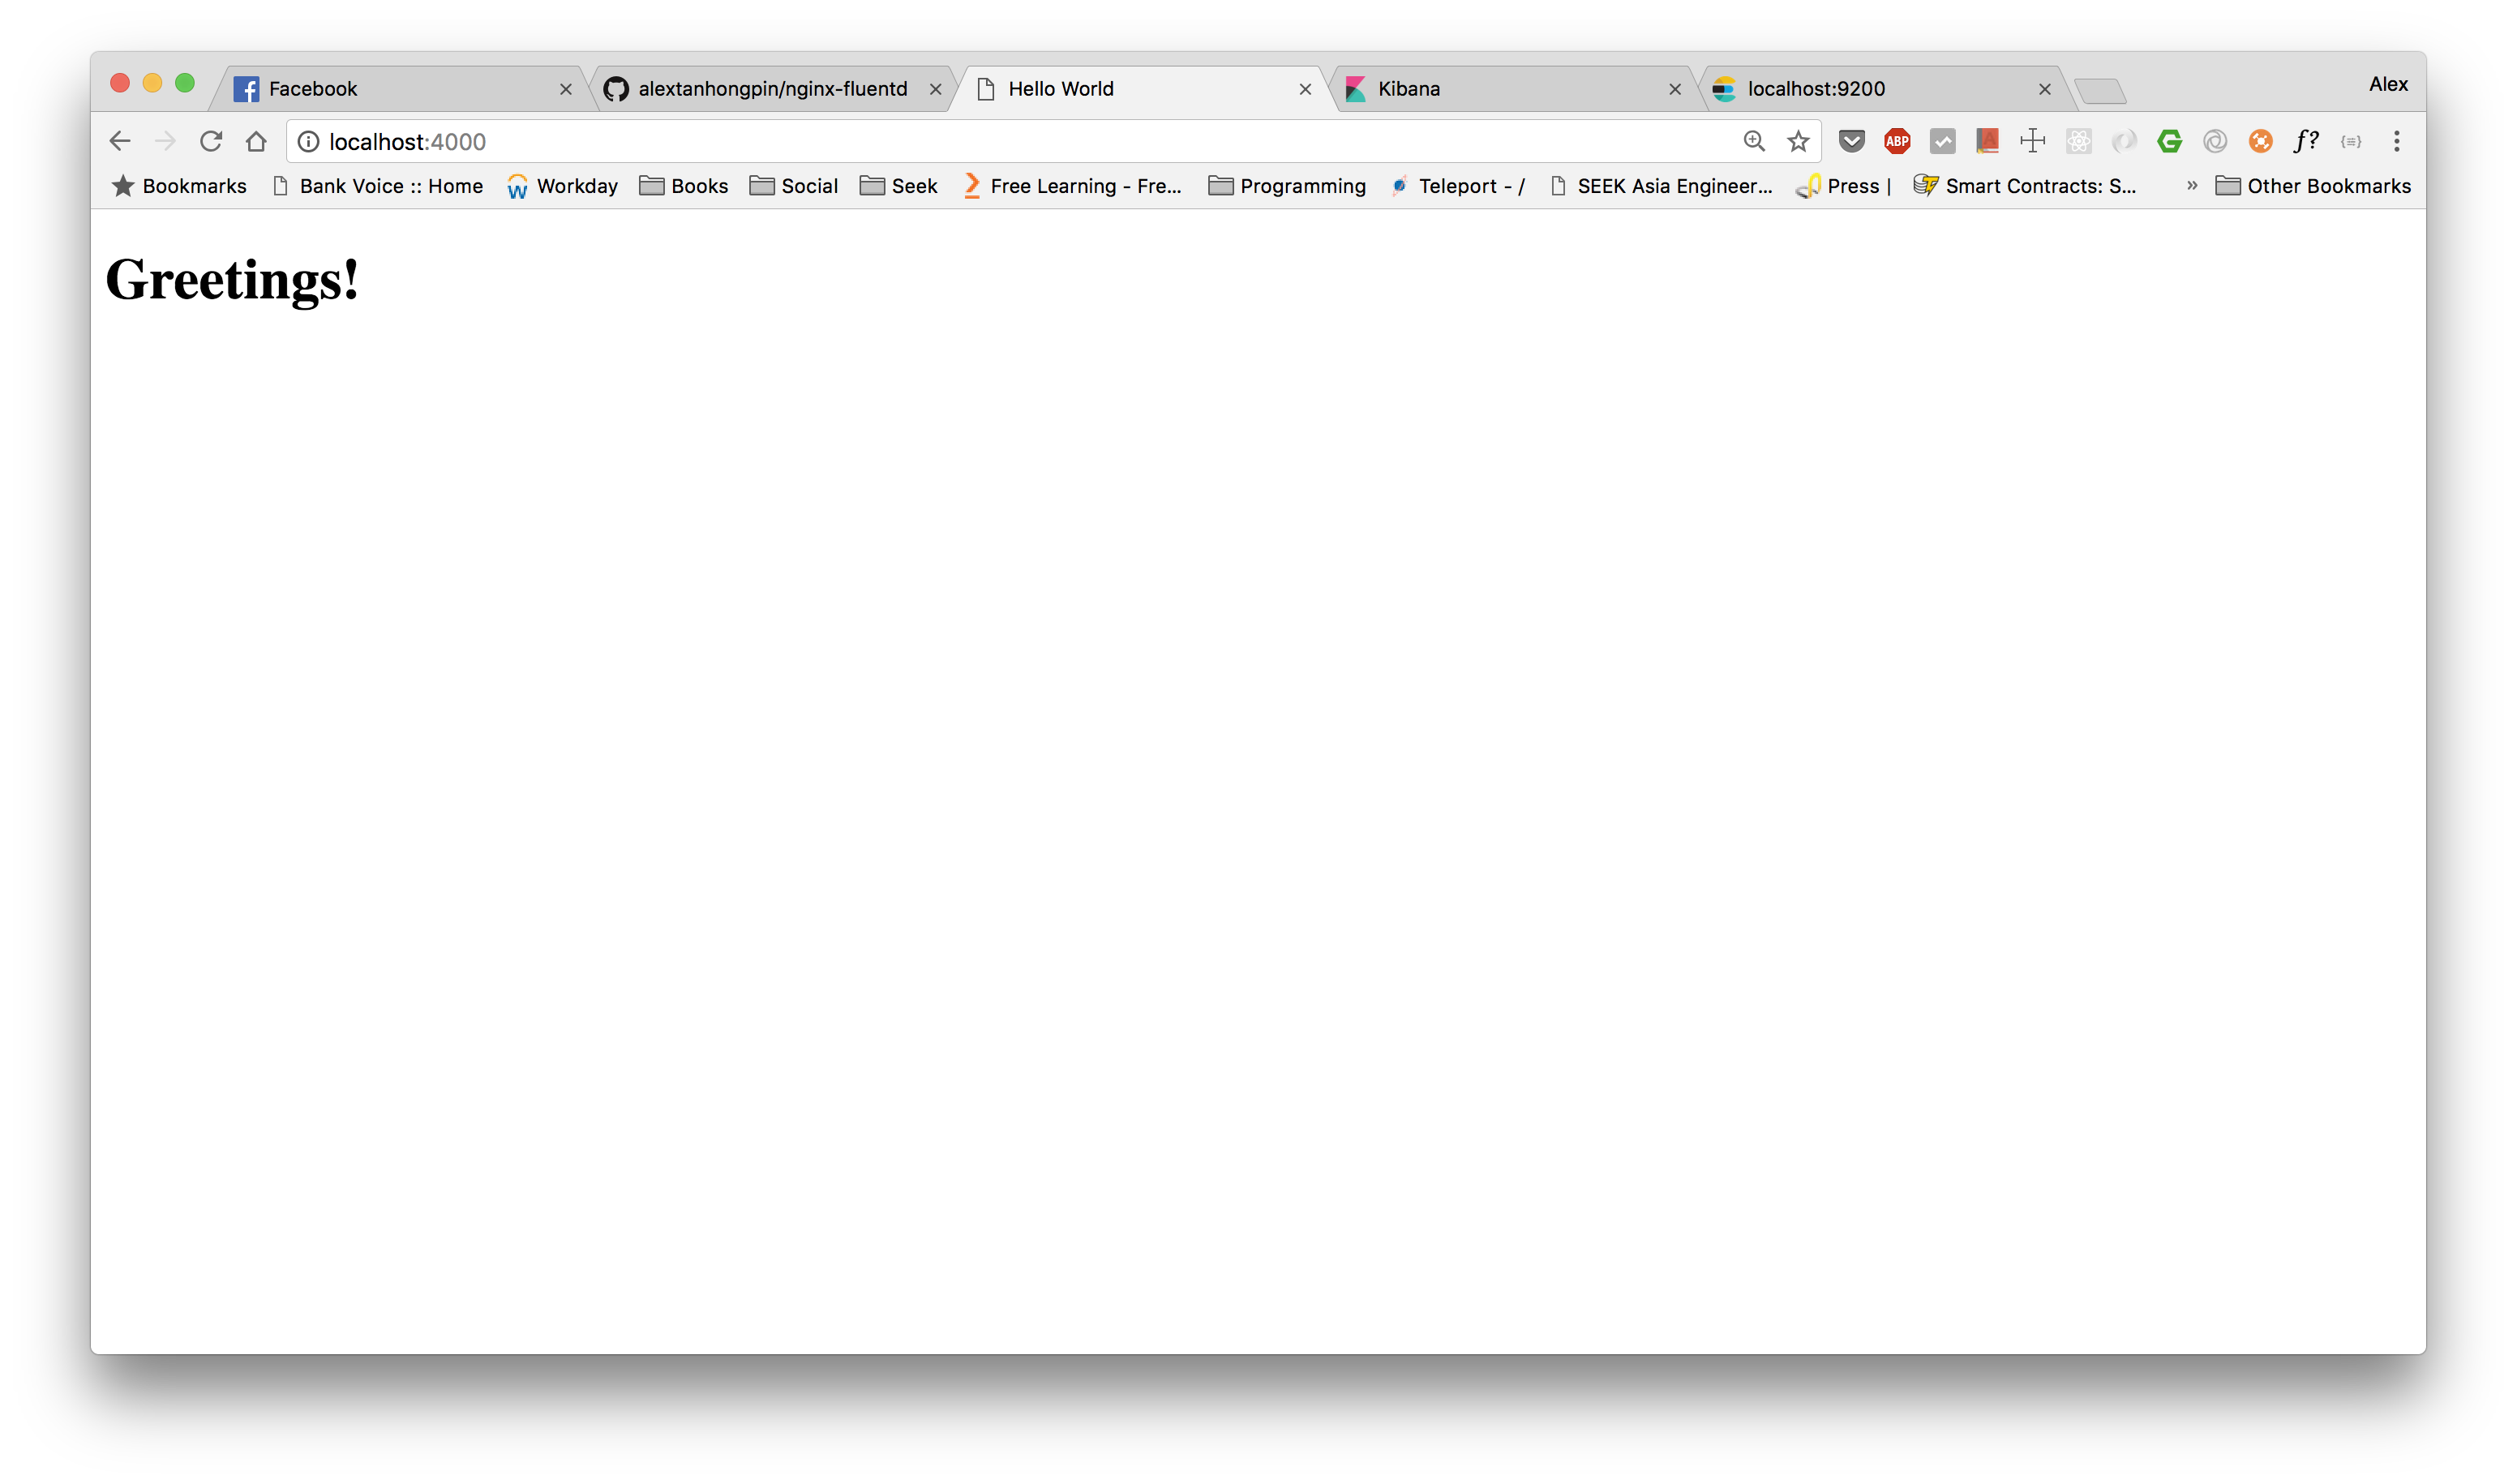 Facebook
alextanhongpin/nginx-fluentd
Hello World
Kibana
localhost:9200
Alex
localhost:4000
ABP
f?
Bookmarks
Bank Voice :: Home
Workday
Books
Social
Seek
Free Learning - Fre...
Programming
Teleport - /
SEEK Asia Engineer...
Press |
Smart Contracts: S...
»
Other Bookmarks
Greetings!